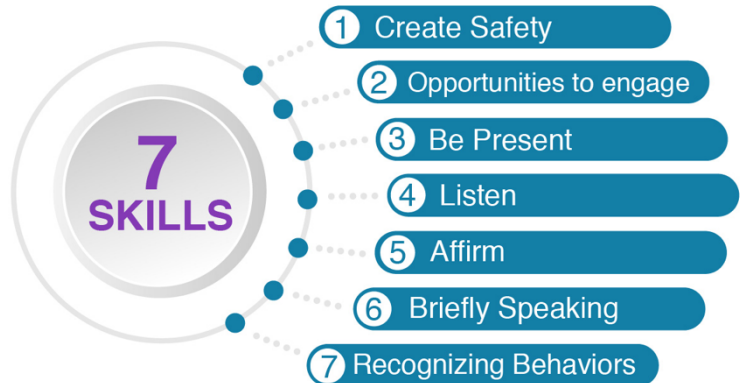 7
SKILLS
1 Create Safety
2 Opportunities to engage
3 Be Present
4 Listen
5 Affirm
6 Briefly Speaking
7 Recognizing Behaviors